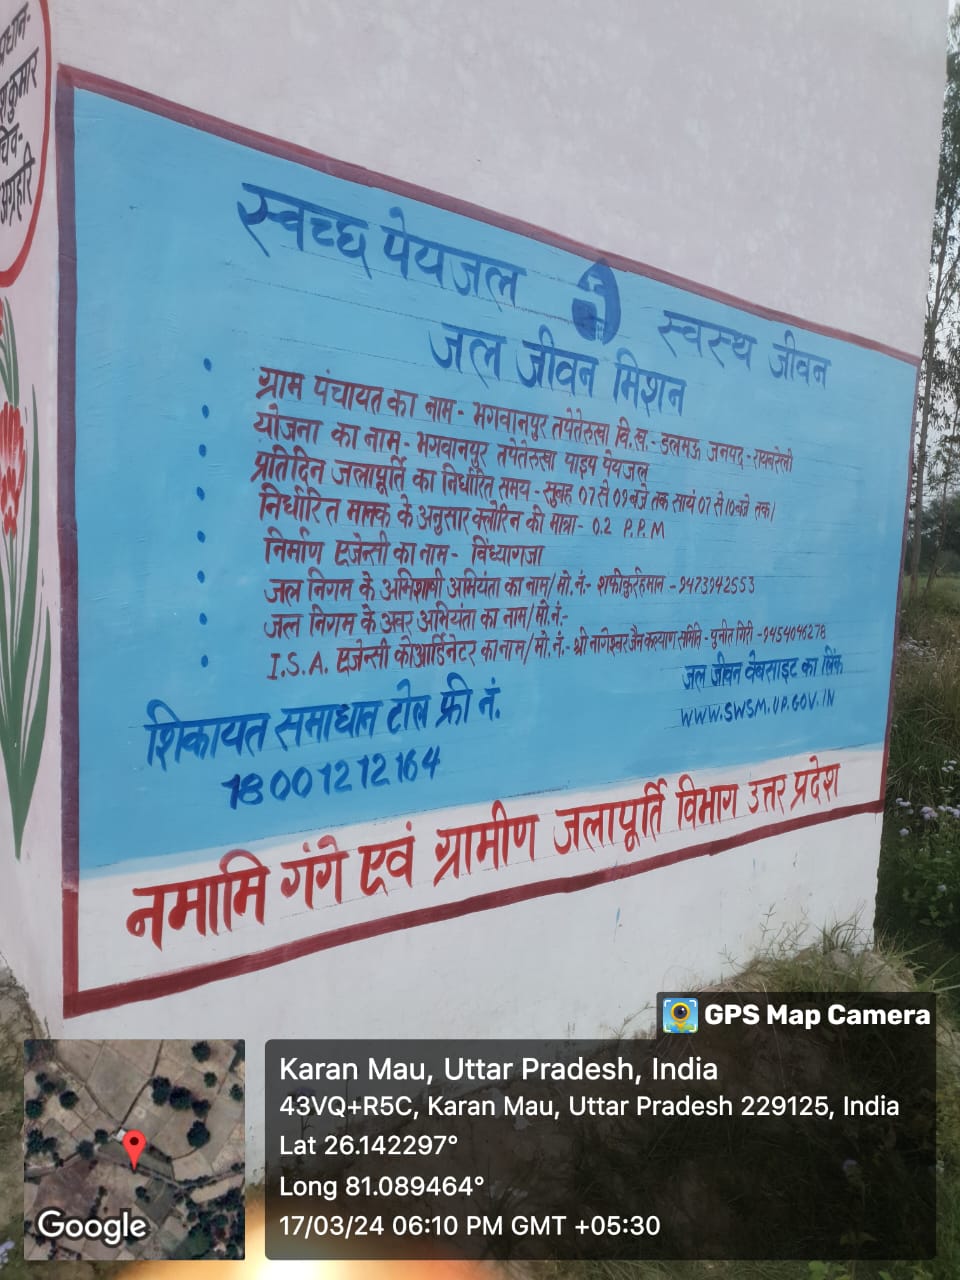 प्रधान-
कुमार
चिव-
अग्रहरि
स्वच्छ पेयजल
स्वस्थ जीवन
जल जीवन मिशन
ग्राम पंचायत का नाम - भगवानपुर तपेतेरुखा वि.ख.- डलमऊ जनपद - रायबरेली
योजना का नाम- भगवानपुर तपेतेरुखा पाइप पेयजल
प्रतिदिन जलापूर्ति का निर्धारित समय - सुबह 07 से 09 बजे तक सायं 07 से 10 बजे तक।
निर्धारित मानक के अनुसार क्लोरिन की मात्रा - 0.2 P.P.M
निर्माण एजेन्सी का नाम - विंध्यागजा
जल निगम के अभिशाषी अभियंता का नाम/मो.नं.- शफीकुर्रहमान - 9473942553
जल निगम के अवर अभियंता का नाम/मो.नं.-
I.S.A. एजेन्सी कोआर्डिनेटर का नाम/मो.नं.- श्री नागेश्वर जैन कल्याण समिति - पुनीत गिरी - 9454046278
जल जीवन वेबसाइट का लिंक
WWW.SWSM.UP.GOV.IN
शिकायत समाधान टोल फ्री नं.
18001212164
नमामि गंगे एवं ग्रामीण जलापूर्ति विभाग उत्तर प्रदेश
GPS Map Camera
Karan Mau, Uttar Pradesh, India
43VQ+R5C, Karan Mau, Uttar Pradesh 229125, India
Lat 26.142297°
Long 81.089464°
17/03/24 06:10 PM GMT +05:30
Google